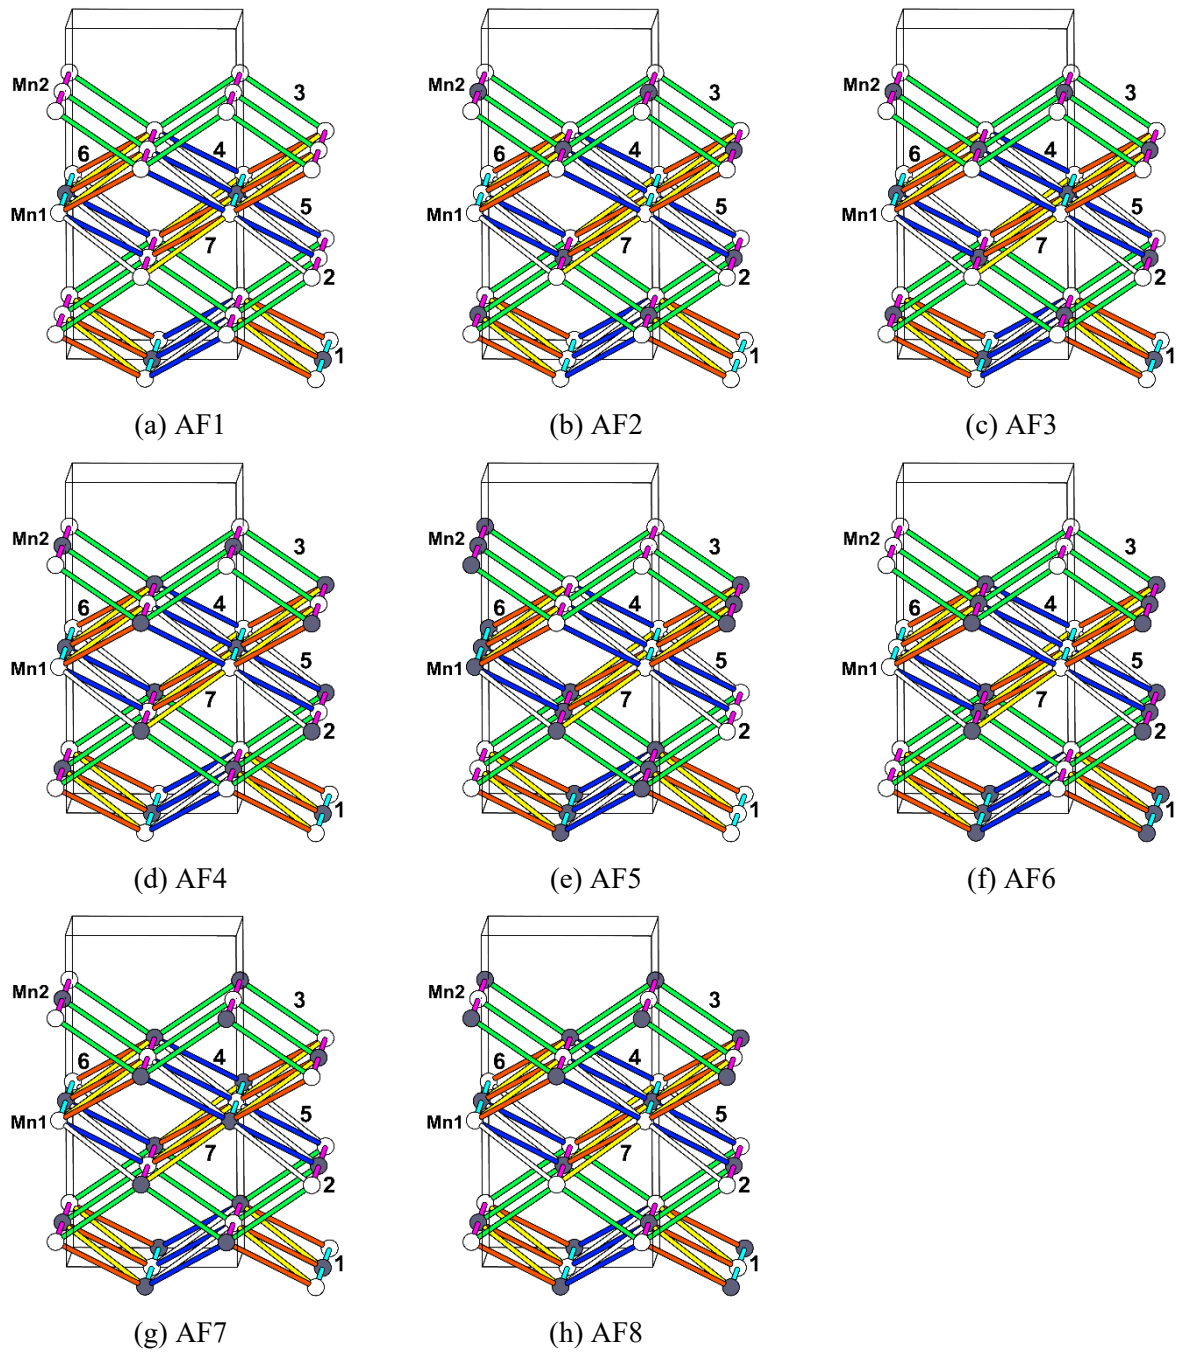 Mn2 3 Mn2 3 Mn2 3
6 4 6 4 6 4
Mn1 5 Mn1 5 Mn1 5
7 7 7
2 2 2
1 1 1
(a) AF1 (b) AF2 (c) AF3
Mn2 3 Mn2 3 Mn2 3
6 4 6 4 6 4
Mn1 5 Mn1 5 Mn1 5
7 7 7
2 2 2
1 1 1
(d) AF4 (e) AF5 (f) AF6
Mn2 3 Mn2 3
6 4 6 4
Mn1 5 Mn1 5
7 7
2 2
1 1
(g) AF7 (h) AF8